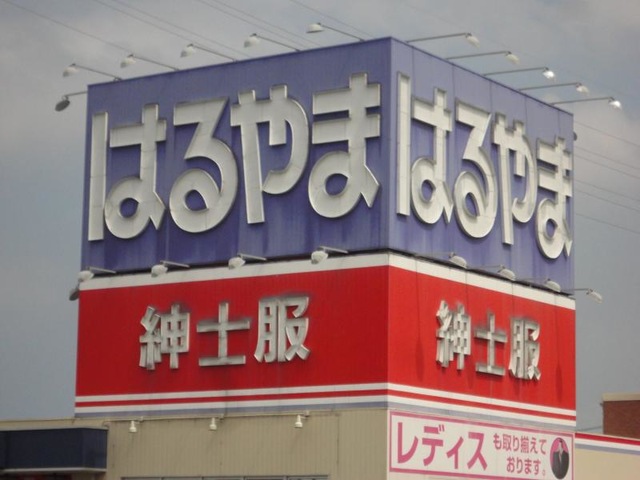 はるやま
紳士服
はるやま
紳士服
レディスも取り揃えて
おります。